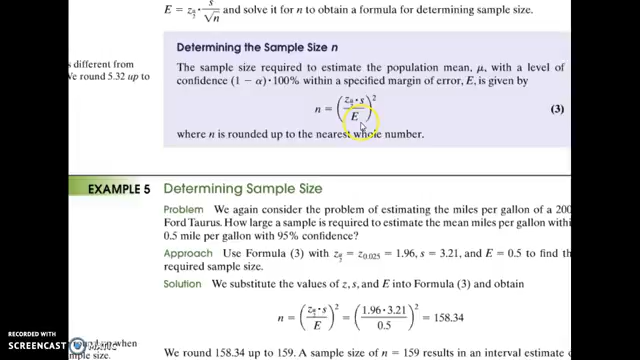 E = z_{α/2} · s/√n and solve it for n to obtain a formula for determining sample size.
s different from
We round 5.32 up to
Determining the Sample Size n
The sample size required to estimate the population mean, μ, with a level of
confidence (1 − α) · 100% within a specified margin of error, E, is given by
n = (z_{α/2} · s / E)² (3)
where n is rounded up to the nearest whole number.
EXAMPLE 5 Determining Sample Size
Problem We again consider the problem of estimating the miles per gallon of a 200
Ford Taurus. How large a sample is required to estimate the mean miles per gallon within
0.5 mile per gallon with 95% confidence?
Approach Use Formula (3) with z_{α/2} = z_{0.025} = 1.96, s = 3.21, and E = 0.5 to find th
required sample size.
Solution We substitute the values of z, s, and E into Formula (3) and obtain
n = (z_{α/2} · s / E)² = (1.96 · 3.21 / 0.5)² = 158.34
We round 158.34 up to 159. A sample size of n = 159 results in an interval estimate o
RECORDED WITH
SCREENCAST MATIC
own when
ple size.